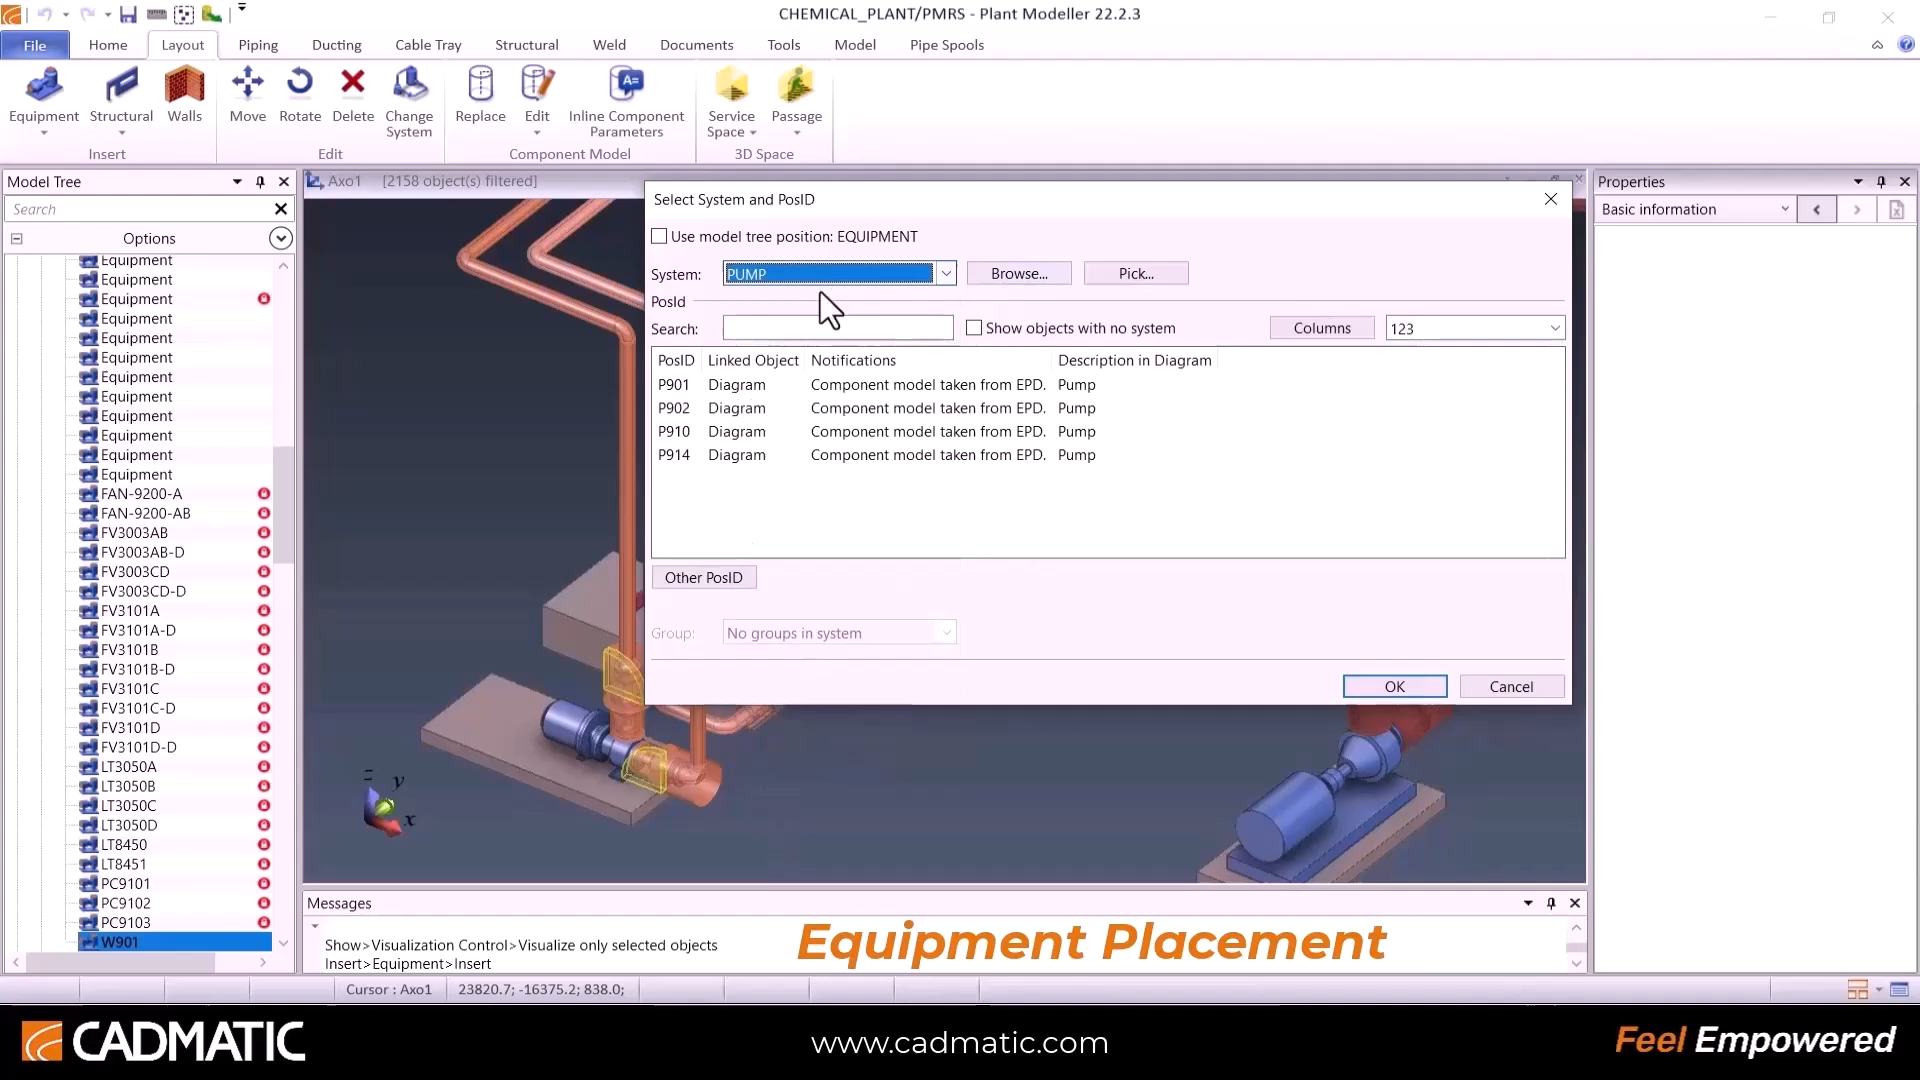 CHEMICAL_PLANT/PMRS - Plant Modeller 22.2.3
File Home Layout Piping Ducting Cable Tray Structural Weld Documents Tools Model Pipe Spools
Equipment Structural Walls Move Rotate Delete Change System Replace Edit Inline Component Parameters Service Space Passage
Insert Edit Component Model 3D Space
Model Tree
Search
Options
Equipment
Equipment
Equipment
Equipment
Equipment
Equipment
Equipment
Equipment
Equipment
Equipment
Equipment
Equipment
FAN-9200-A
FAN-9200-AB
FV3003AB
FV3003AB-D
FV3003CD
FV3003CD-D
FV3101A
FV3101A-D
FV3101B
FV3101B-D
FV3101C
FV3101C-D
FV3101D
FV3101D-D
LT3050A
LT3050B
LT3050C
LT3050D
LT8450
LT8451
PC9101
PC9102
PC9103
W901
Axo1 [2158 object(s) filtered]
z y x
Select System and PosID
Use model tree position: EQUIPMENT
System: PUMP Browse... Pick...
PosId
Search: Show objects with no system Columns 123
PosID Linked Object Notifications Description in Diagram
P901 Diagram Component model taken from EPD. Pump
P902 Diagram Component model taken from EPD. Pump
P910 Diagram Component model taken from EPD. Pump
P914 Diagram Component model taken from EPD. Pump
Other PosID
Group: No groups in system
OK Cancel
Properties
Basic information
Messages
Show>Visualization Control>Visualize only selected objects
Insert>Equipment>Insert
Equipment Placement
Cursor : Axo1 23820.7; -16375.2; 838.0;
CADMATIC www.cadmatic.com Feel Empowered